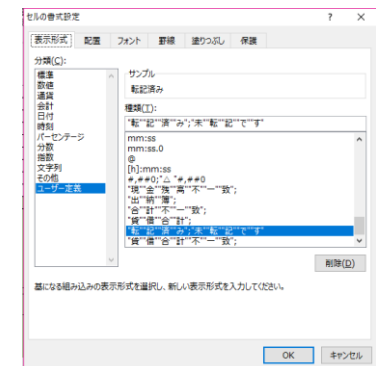 セルの書式設定
? ×
表示形式 配置 フォント 罫線 塗りつぶし 保護
分類(C):
標準
数値
通貨
会計
日付
時刻
パーセンテージ
分数
指数
文字列
その他
ユーザー定義
サンプル
転記済み
種類(T):
"転""記""済""み";"未""転""記""で""す"
mm:ss
mm:ss.0
@
[h]:mm:ss
#,##0;"△ "#,##0
"現""金""残""高""不""一""致";
"出""納""簿";
"合""計""不""一""致";
"貸""借""合""計";
"転""記""済""み";"未""転""記""で""す"
"貸""借""合""計""不""一""致";
削除(D)
基になる組み込みの表示形式を選択し、新しい表示形式を入力してください。
OK キャンセル